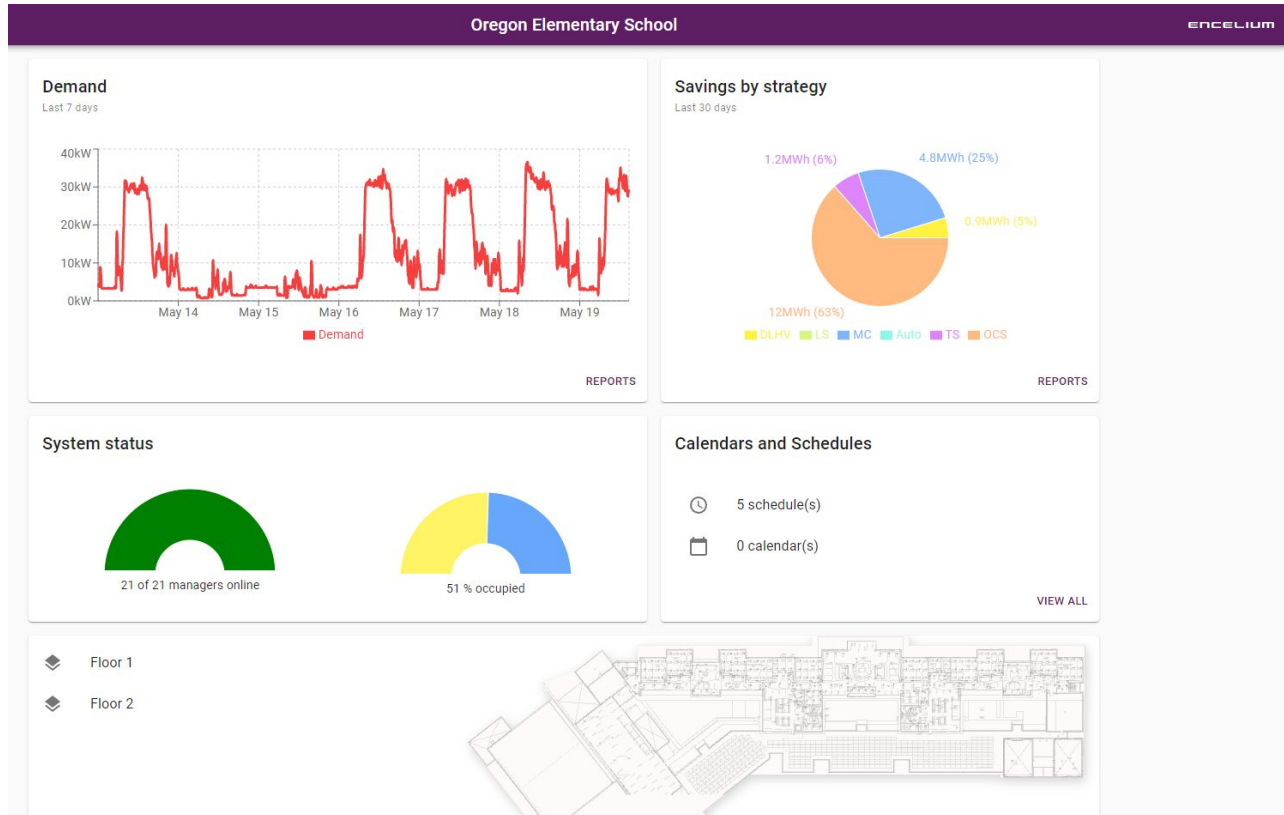 Oregon Elementary School
ENCELIUM
Demand
Last 7 days
40kW
30kW
20kW
10kW
0kW
May 14 May 15 May 16 May 17 May 18 May 19
Demand
REPORTS
Savings by strategy
Last 30 days
1.2MWh (6%)
4.8MWh (25%)
0.9MWh (5%)
12MWh (63%)
DLHV LS MC Auto TS OCS
REPORTS
System status
21 of 21 managers online
51 % occupied
Calendars and Schedules
5 schedule(s)
0 calendar(s)
VIEW ALL
Floor 1
Floor 2